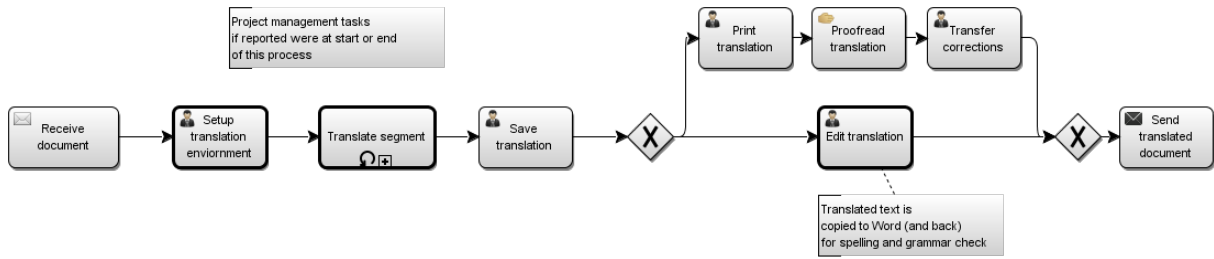 Project management tasks
if reported were at start or end
of this process
Print
translation
Proofread
translation
Transfer
corrections
Receive
document
Setup
translation
enviornment
Translate segment
Save
translation
X
Edit translation
X
Send
translated
document
Translated text is
copied to Word (and back)
for spelling and grammar check